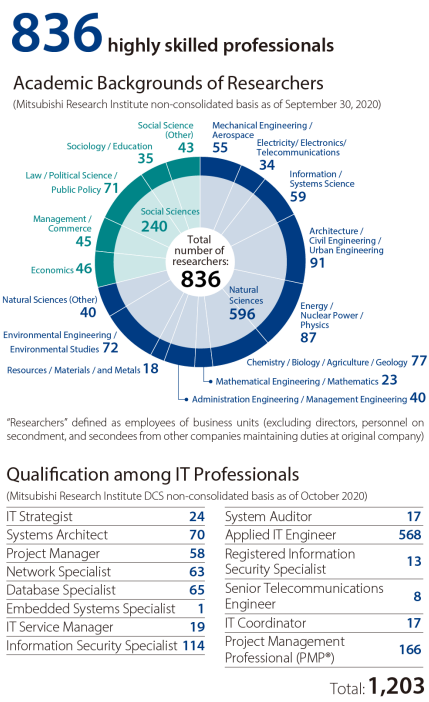 836 highly skilled professionals
Academic Backgrounds of Researchers
(Mitsubishi Research Institute non-consolidated basis as of September 30, 2020)
Social Science
(Other)
43
Mechanical Engineering /
Aerospace
55
Sociology / Education
35
Electricity/ Electronics/
Telecommunications
34
Law / Political Science /
Public Policy 71
Information /
Systems Science
59
Social Sciences
240
Management /
Commerce
45
Architecture /
Civil Engineering /
Urban Engineering
91
Total
number of
researchers:
836
Economics 46
Natural
Sciences
596
Natural Sciences (Other)
40
Energy /
Nuclear Power /
Physics
87
Environmental Engineering /
Environmental Studies 72
Chemistry / Biology / Agriculture / Geology 77
Resources / Materials / and Metals 18
Mathematical Engineering / Mathematics 23
Administration Engineering / Management Engineering 40
“Researchers” defined as employees of business units (excluding directors, personnel on
secondment, and secondees from other companies maintaining duties at original company)
Qualification among IT Professionals
(Mitsubishi Research Institute DCS non-consolidated basis as of October 2020)
IT Strategist 24
Systems Architect 70
Project Manager 58
Network Specialist 63
Database Specialist 65
Embedded Systems Specialist 1
IT Service Manager 19
Information Security Specialist 114
System Auditor 17
Applied IT Engineer 568
Registered Information
Security Specialist 13
Senior Telecommunications
Engineer 8
IT Coordinator 17
Project Management
Professional (PMP®) 166
Total: 1,203